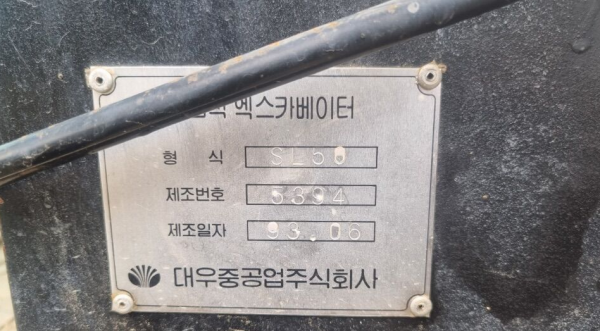 엑스카베이터
형 식 SL50
제조번호 5394
제조일자 93.06
대우중공업주식회사